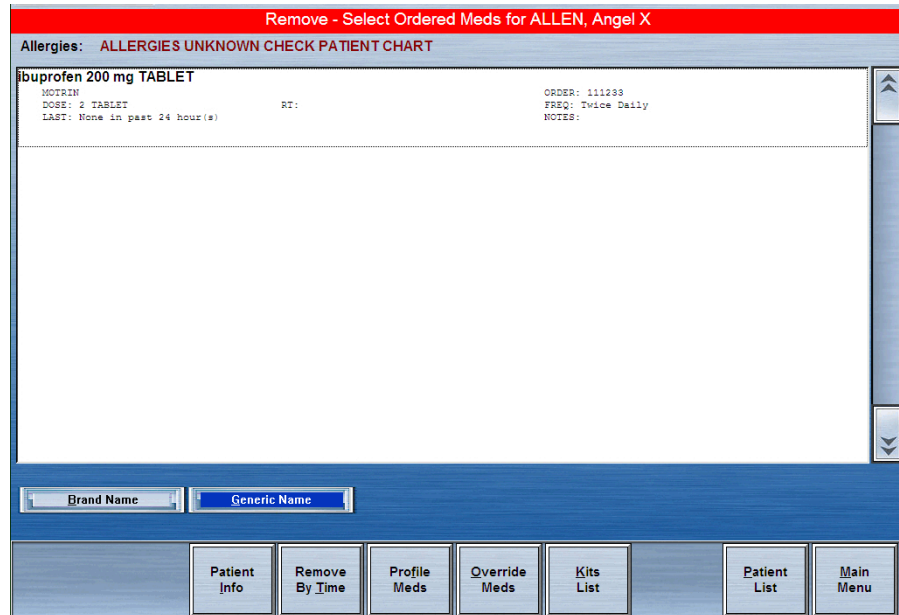 Remove - Select Ordered Meds for ALLEN, Angel X
Allergies: ALLERGIES UNKNOWN CHECK PATIENT CHART
ibuprofen 200 mg TABLET
MOTRIN ORDER: 111233
DOSE: 2 TABLET RT: FREQ: Twice Daily
LAST: None in past 24 hour(s) NOTES:
Brand Name Generic Name
Patient Info
Remove By Time
Profile Meds
Override Meds
Kits List
Patient List
Main Menu